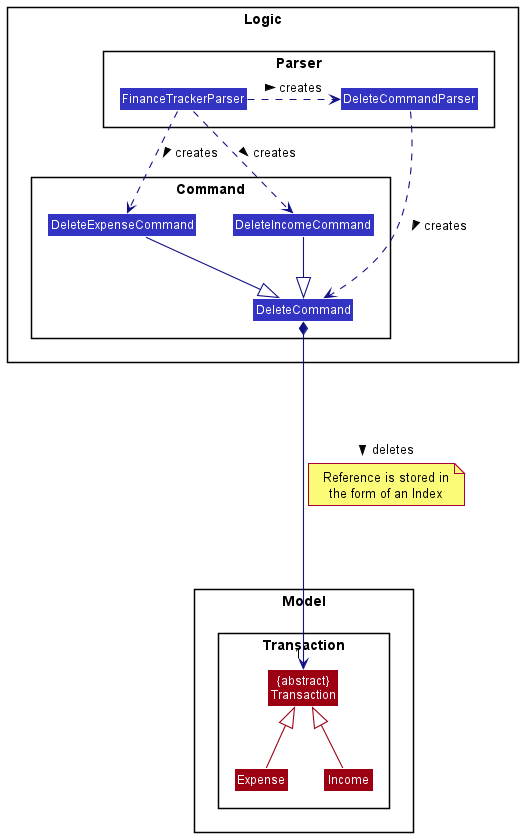 Logic
Parser
FinanceTrackerParser
creates
DeleteCommandParser
creates
creates
Command
DeleteExpenseCommand
DeleteIncomeCommand
creates
DeleteCommand
deletes
Reference is stored in
the form of an Index
Model
Transaction
1
{abstract}
Transaction
Expense
Income